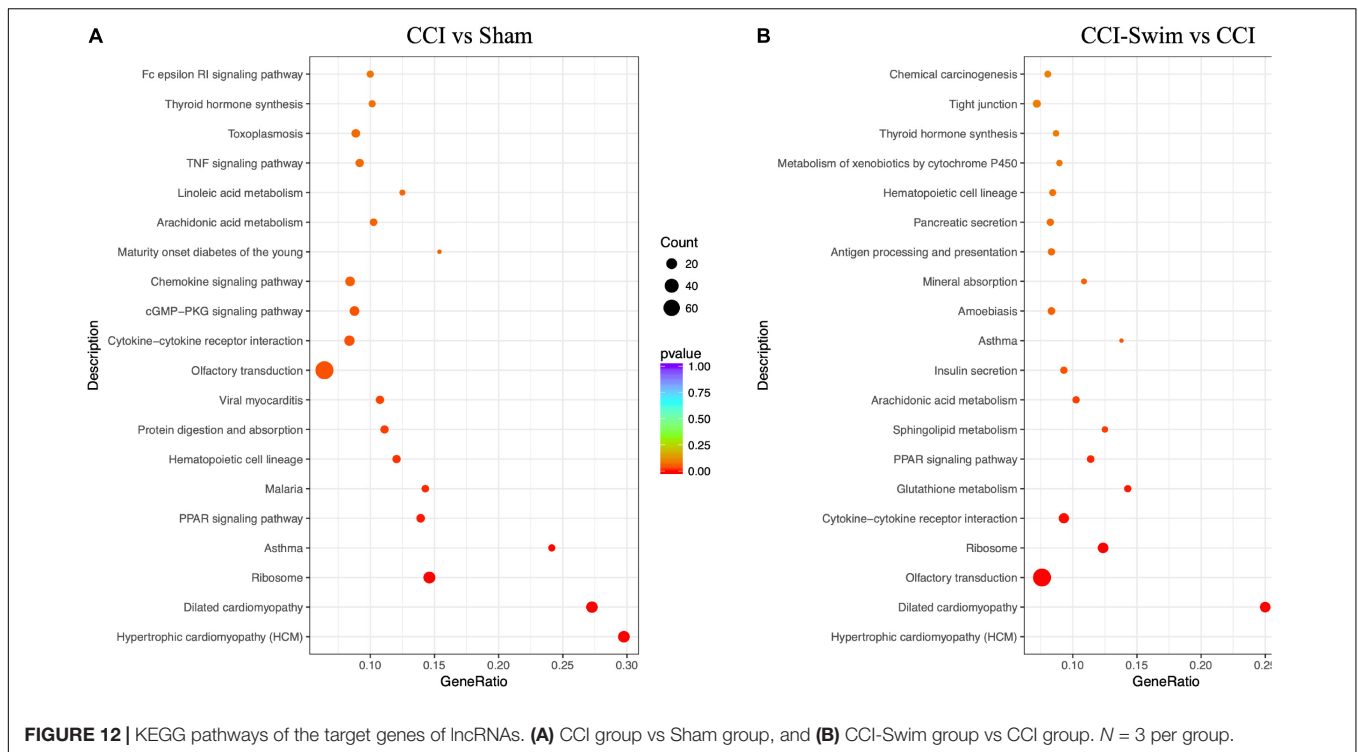 A
CCI vs Sham
Description
Fc epsilon RI signaling pathway
Thyroid hormone synthesis
Toxoplasmosis
TNF signaling pathway
Linoleic acid metabolism
Arachidonic acid metabolism
Maturity onset diabetes of the young
Chemokine signaling pathway
cGMP−PKG signaling pathway
Cytokine−cytokine receptor interaction
Olfactory transduction
Viral myocarditis
Protein digestion and absorption
Hematopoietic cell lineage
Malaria
PPAR signaling pathway
Asthma
Ribosome
Dilated cardiomyopathy
Hypertrophic cardiomyopathy (HCM)
0.10 0.15 0.20 0.25 0.30
GeneRatio
Count
20
40
60
pvalue
1.00
0.75
0.50
0.25
0.00
B
CCI-Swim vs CCI
Description
Chemical carcinogenesis
Tight junction
Thyroid hormone synthesis
Metabolism of xenobiotics by cytochrome P450
Hematopoietic cell lineage
Pancreatic secretion
Antigen processing and presentation
Mineral absorption
Amoebiasis
Asthma
Insulin secretion
Arachidonic acid metabolism
Sphingolipid metabolism
PPAR signaling pathway
Glutathione metabolism
Cytokine−cytokine receptor interaction
Ribosome
Olfactory transduction
Dilated cardiomyopathy
Hypertrophic cardiomyopathy (HCM)
0.10 0.15 0.20 0.25
GeneRatio
FIGURE 12 | KEGG pathways of the target genes of lncRNAs. (A) CCI group vs Sham group, and (B) CCI-Swim group vs CCI group. N = 3 per group.